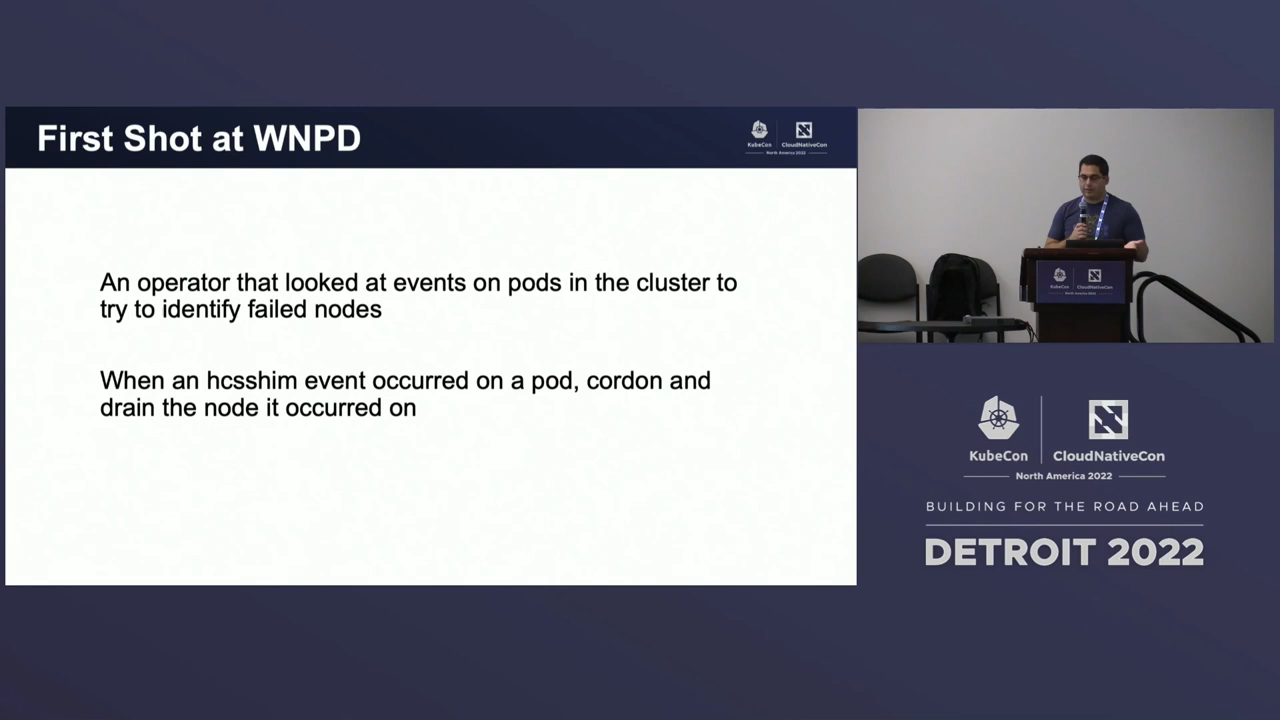 First Shot at WNPD
KubeCon
CloudNativeCon
North America 2022
An operator that looked at events on pods in the cluster to
try to identify failed nodes
When an hcsshim event occurred on a pod, cordon and
drain the node it occurred on
KubeCon
CloudNativeCon
North America 2022
KubeCon
CloudNativeCon
North America 2022
BUILDING FOR THE ROAD AHEAD
DETROIT 2022